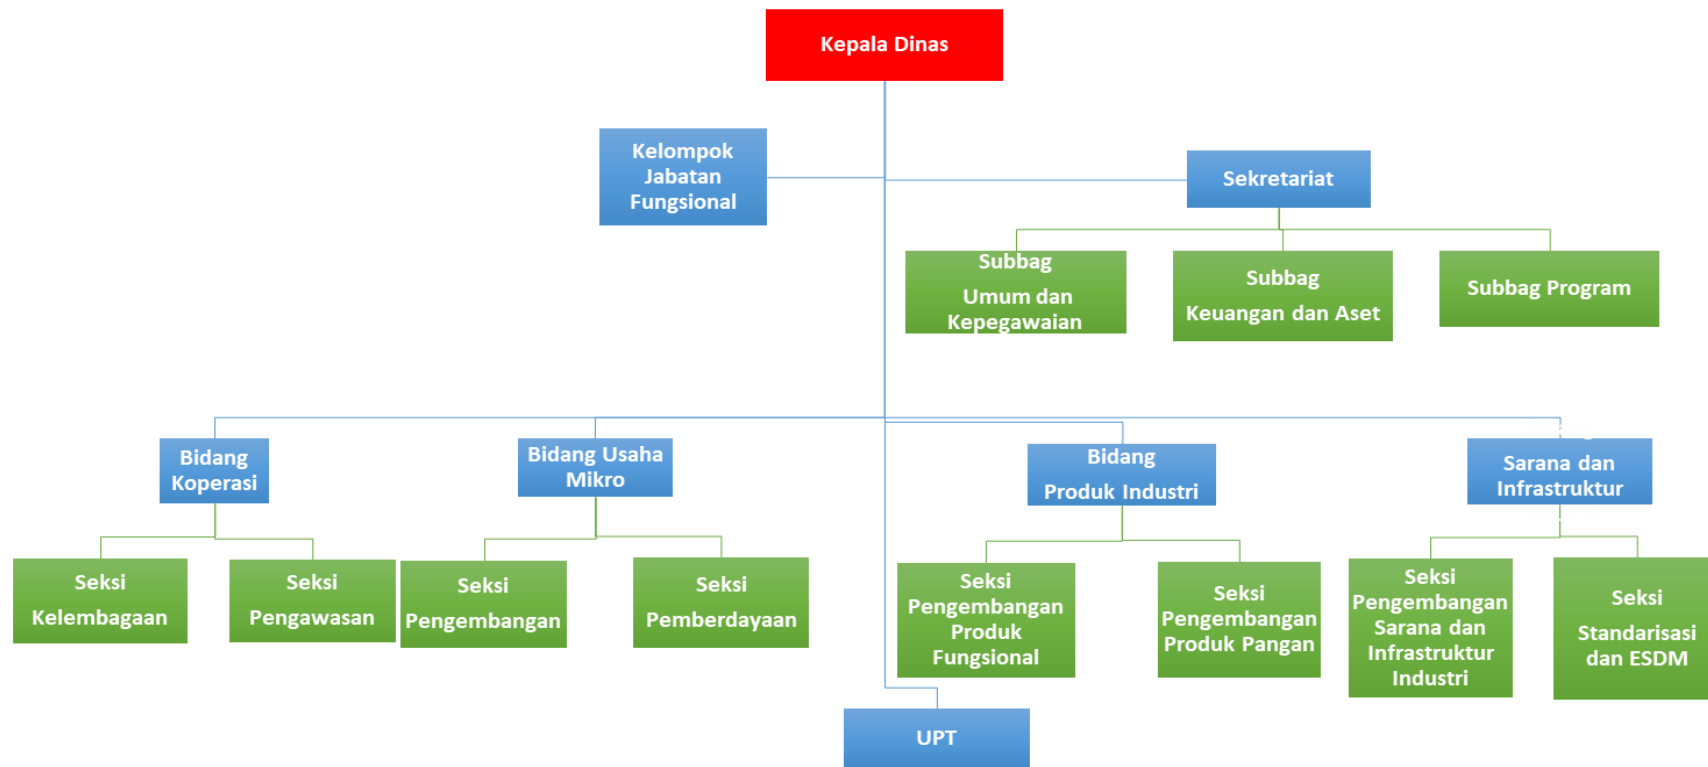 Kepala Dinas
Kelompok
Jabatan
Fungsional
Sekretariat
Subbag
Umum dan
Kepegawaian
Subbag
Keuangan dan Aset
Subbag Program
Bidang
Koperasi
Bidang Usaha
Mikro
Bidang
Produk Industri
Sarana dan
Infrastruktur
Seksi
Kelembagaan
Seksi
Pengawasan
Seksi
Pengembangan
Seksi
Pemberdayaan
Seksi
Pengembangan
Produk
Fungsional
Seksi
Pengembangan
Produk Pangan
Seksi
Pengembangan
Sarana dan
Infrastruktur
Industri
Seksi
Standarisasi
dan ESDM
UPT